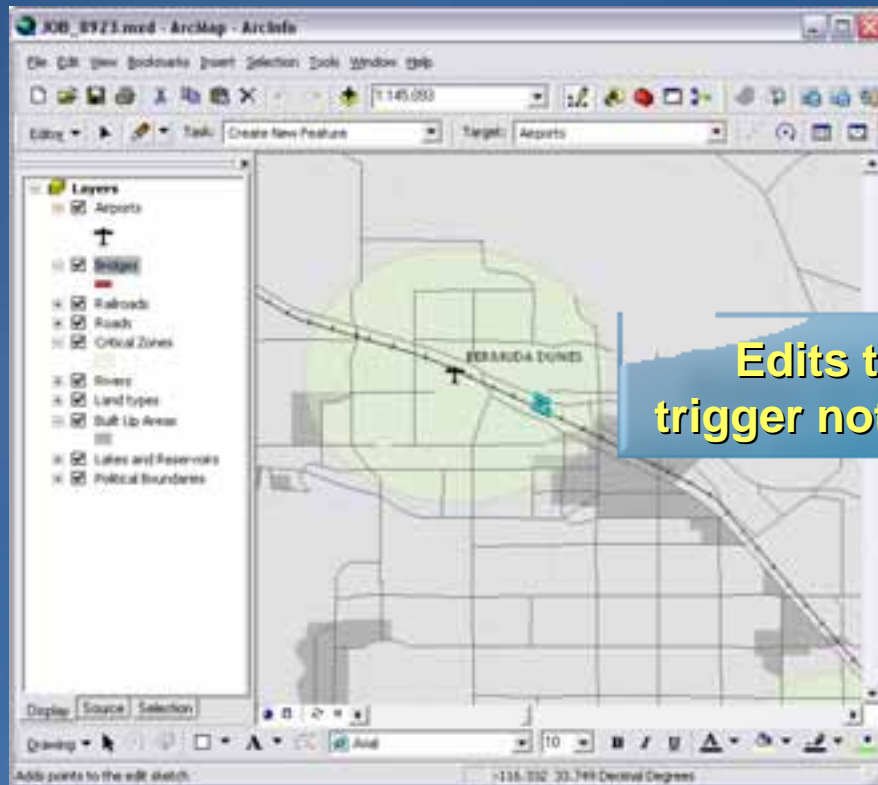 JOB_8923.mxd - ArcMap - ArcInfo
File Edit View Bookmarks Insert Selection Tools Window Help
1:145,093
Editor Task: Create New Feature Target: Airports
Layers
Airports
Bridges
Railroads
Roads
Critical Zones
Rivers
Land types
Built Up Areas
Lakes and Reservoirs
Political Boundaries
BERMUDA DUNES
Edits t
trigger not
Display Source Selection
Drawing A Arial 10 B I U A
Adds points to the edit sketch -116.332 33.749 Decimal Degrees